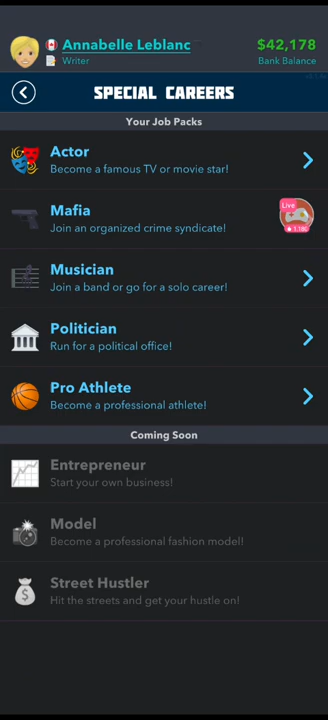 Annabelle Leblanc
$42,178
Writer
Bank Balance
SPECIAL CAREERS
Your Job Packs
Actor
Become a famous TV or movie star!
Mafia
Join an organized crime syndicate!
Live
1,160
Musician
Join a band or go for a solo career!
Politician
Run for a political office!
Pro Athlete
Become a professional athlete!
Coming Soon
Entrepreneur
Start your own business!
Model
Become a professional fashion model!
Street Hustler
Hit the streets and get your hustle on!